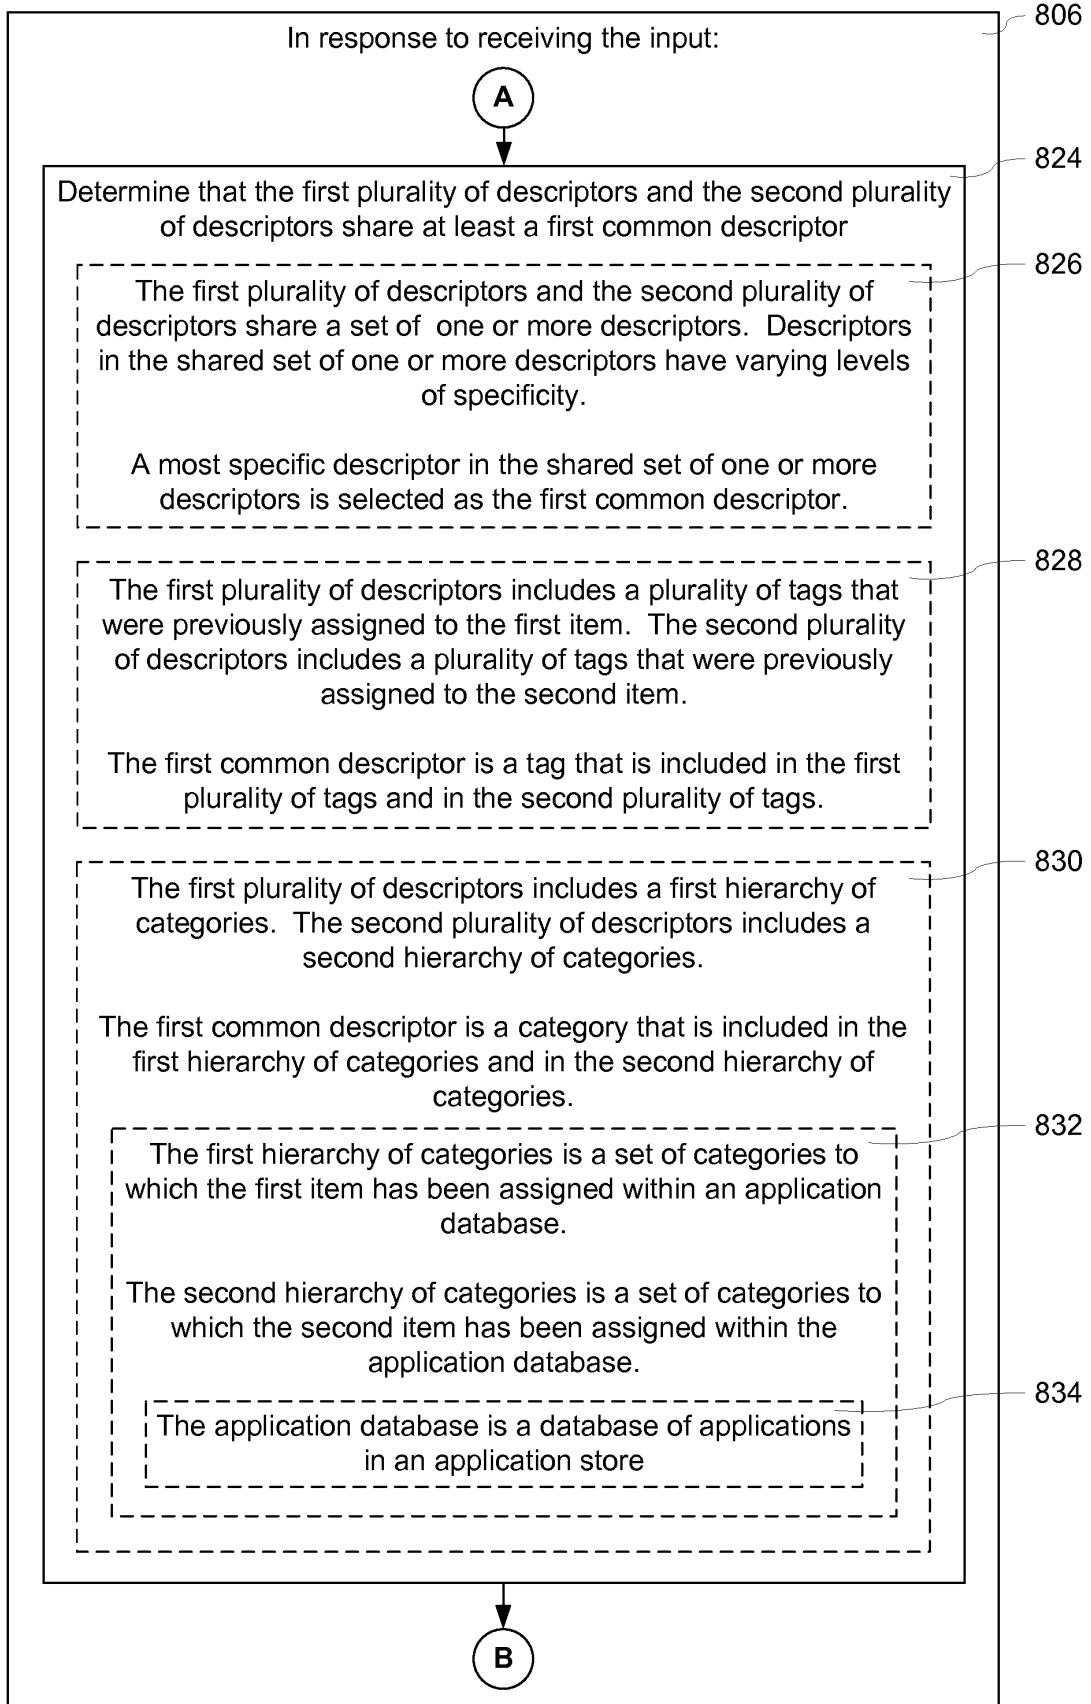 806
In response to receiving the input:
A
824
Determine that the first plurality of descriptors and the second plurality
of descriptors share at least a first common descriptor
826
The first plurality of descriptors and the second plurality of
descriptors share a set of one or more descriptors. Descriptors
in the shared set of one or more descriptors have varying levels
of specificity.
A most specific descriptor in the shared set of one or more
descriptors is selected as the first common descriptor.
828
The first plurality of descriptors includes a plurality of tags that
were previously assigned to the first item. The second plurality
of descriptors includes a plurality of tags that were previously
assigned to the second item.
The first common descriptor is a tag that is included in the first
plurality of tags and in the second plurality of tags.
830
The first plurality of descriptors includes a first hierarchy of
categories. The second plurality of descriptors includes a
second hierarchy of categories.
The first common descriptor is a category that is included in the
first hierarchy of categories and in the second hierarchy of
categories.
832
The first hierarchy of categories is a set of categories to
which the first item has been assigned within an application
database.
The second hierarchy of categories is a set of categories to
which the second item has been assigned within the
application database.
834
The application database is a database of applications
in an application store
B